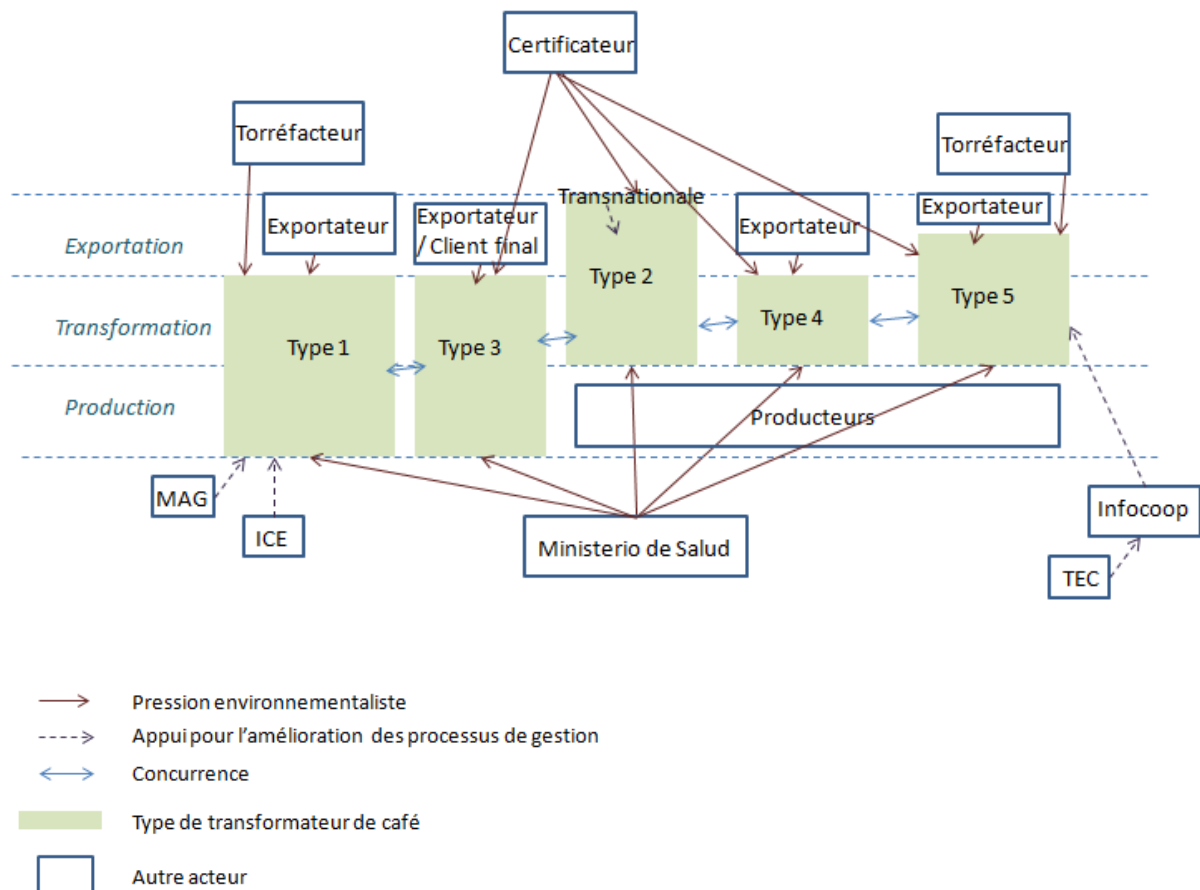 Certificateur
Torréfacteur
Torréfacteur
Transnationale
Exportateur
Exportateur
/ Client final
Exportateur
Exportateur
Exportation
Type 2
Type 5
Type 4
Transformation
Type 1
Type 3
Production
Producteurs
MAG
ICE
Ministerio de Salud
Infocoop
TEC
Pression environnementaliste
Appui pour l'amélioration des processus de gestion
Concurrence
Type de transformateur de café
Autre acteur